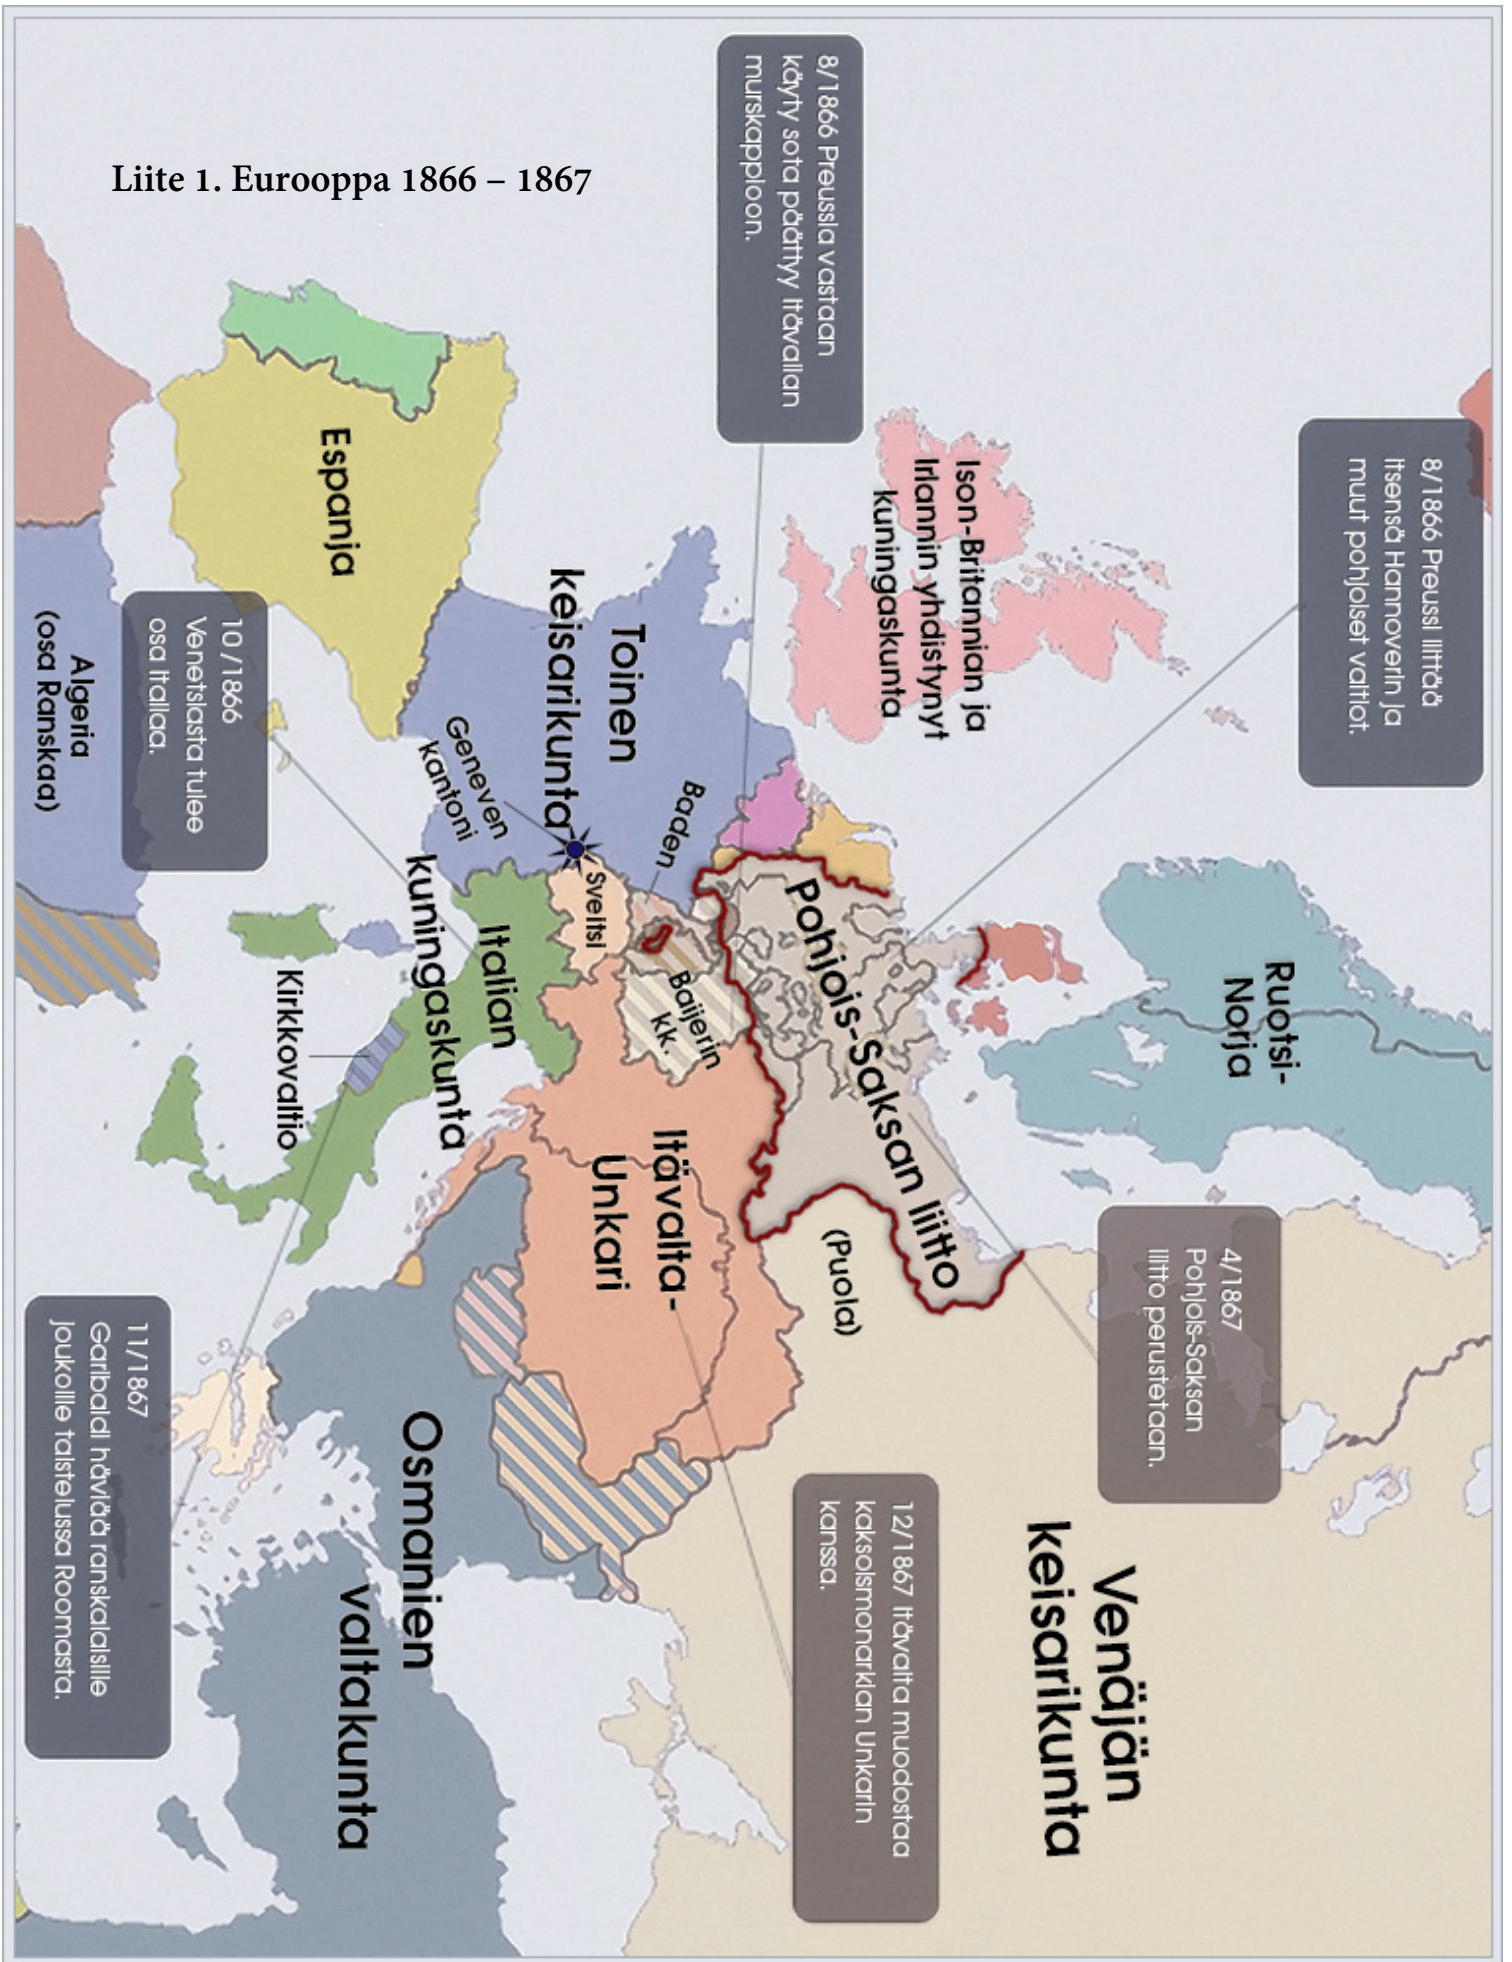 Liite 1. Eurooppa 1866 – 1867
8/1866 Preussi liittää
itsensä Hannoverin ja
muut pohjoiset valtiot.
8/1866 Preussia vastaan
käyty sota päättyy Itävallan
murskappioon.
4/1867
Pohjois-Saksan
liitto perustetaan.
12/1867 Itävalta muodostaa
kaksoismonarkian Unkarin
kanssa.
10/1866
Venetsiasta tulee
osa Italiaa.
11/1867
Garibaldi häviää ranskalaisille
joukoille taistelussa Roomasta.
Ruotsi-
Norja
Ison-Britannian ja
Irlannin yhdistynyt
kuningaskunta
Venäjän
keisarikunta
Pohjois-Saksan liitto
(Puola)
Toinen
keisarikunta
Baden
Baijerin
kk.
Sveitsi
Geneven
kantoni
Itävalta-
Unkari
Italian
kuningaskunta
Kirkkovaltio
Espanja
Osmanien
valtakunta
Algeria
(osa Ranskaa)